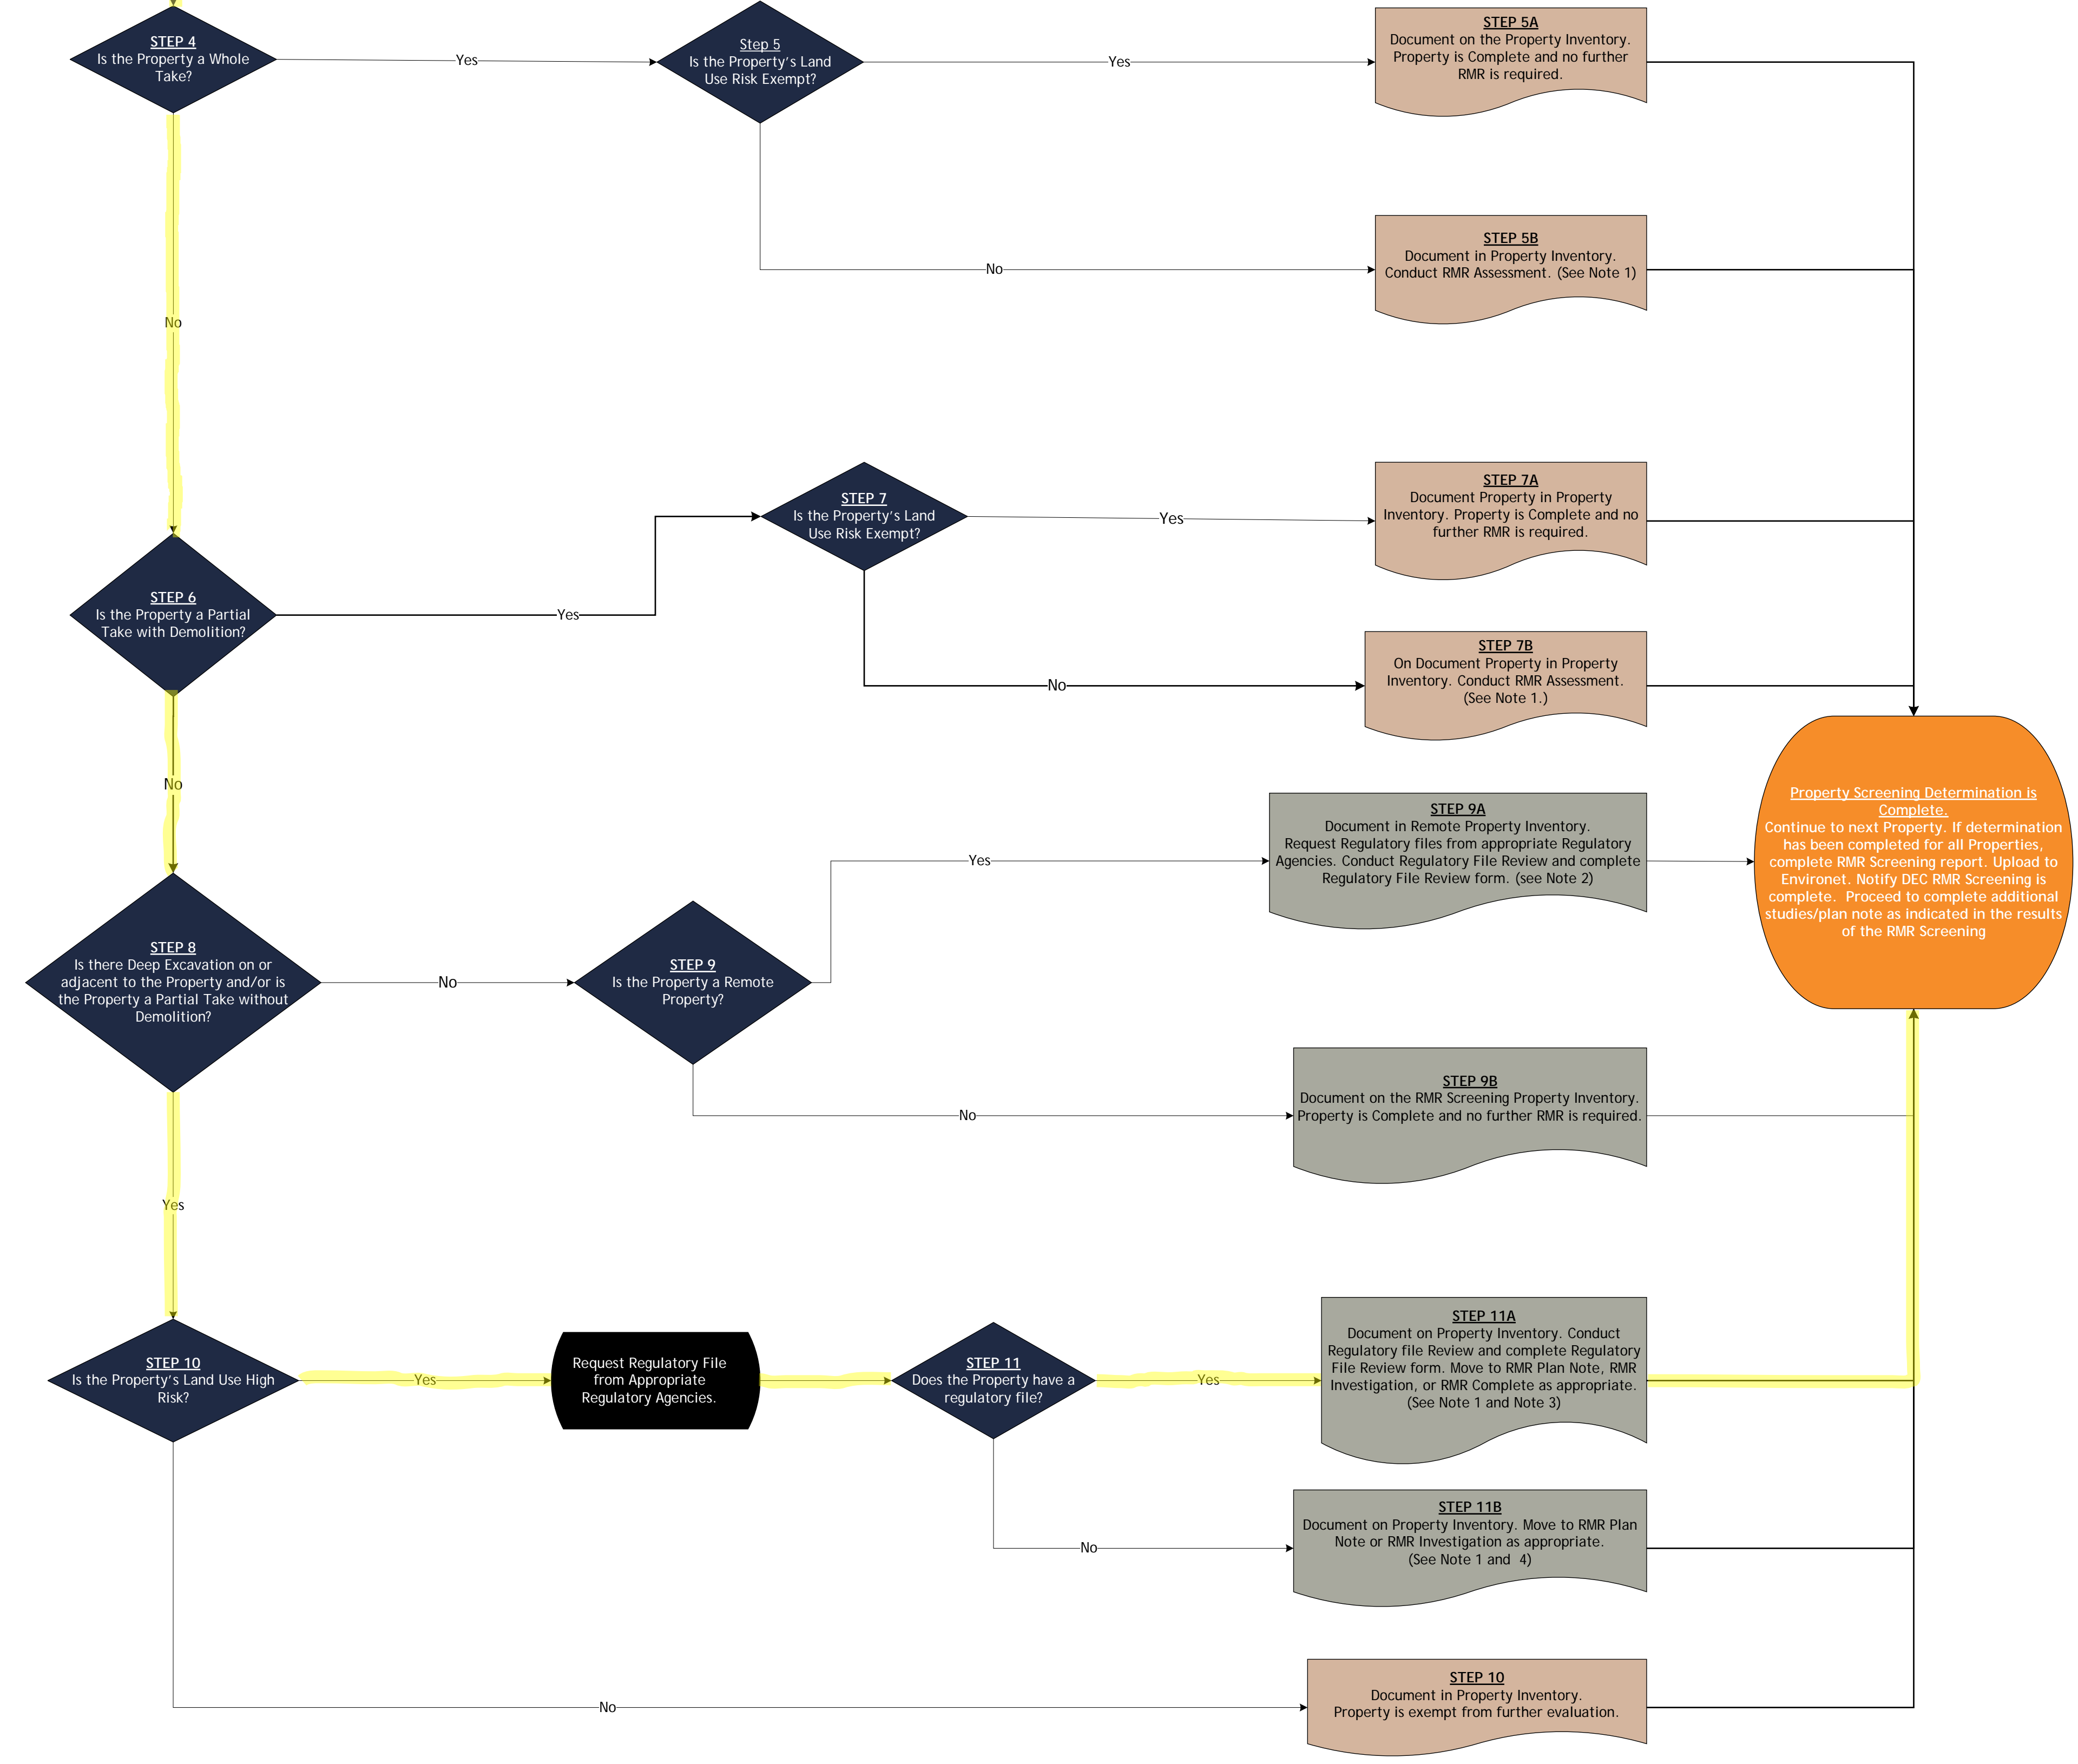 STEP 4
Is the Property a Whole
Take?
Yes
Step 5
Is the Property's Land
Use Risk Exempt?
Yes
STEP 5A
Document on the Property Inventory.
Property is Complete and no further
RMR is required.
No
STEP 5B
Document in Property Inventory.
Conduct RMR Assessment. (See Note 1)
No
STEP 6
Is the Property a Partial
Take with Demolition?
Yes
STEP 7
Is the Property's Land
Use Risk Exempt?
Yes
STEP 7A
Document Property in Property
Inventory. Property is Complete and no
further RMR is required.
No
STEP 7B
On Document Property in Property
Inventory. Conduct RMR Assessment.
(See Note 1.)
No
STEP 8
Is there Deep Excavation on or
adjacent to the Property and/or is
the Property a Partial Take without
Demolition?
No
STEP 9
Is the Property a Remote
Property?
Yes
STEP 9A
Document in Remote Property Inventory.
Request Regulatory files from appropriate Regulatory
Agencies. Conduct Regulatory File Review and complete
Regulatory File Review form. (see Note 2)
Property Screening Determination is
Complete.
Continue to next Property. If determination
has been completed for all Properties,
complete RMR Screening report. Upload to
Environet. Notify DEC RMR Screening is
complete. Proceed to complete additional
studies/plan note as indicated in the results
of the RMR Screening
No
STEP 9B
Document on the RMR Screening Property Inventory.
Property is Complete and no further RMR is required.
Yes
STEP 10
Is the Property's Land Use High
Risk?
Yes
Request Regulatory File
from Appropriate
Regulatory Agencies.
STEP 11
Does the Property have a
regulatory file?
Yes
STEP 11A
Document on Property Inventory. Conduct
Regulatory file Review and complete Regulatory
File Review form. Move to RMR Plan Note, RMR
Investigation, or RMR Complete as appropriate.
(See Note 1 and Note 3)
No
STEP 11B
Document on Property Inventory. Move to RMR Plan
Note or RMR Investigation as appropriate.
(See Note 1 and 4)
No
STEP 10
Document in Property Inventory.
Property is exempt from further evaluation.